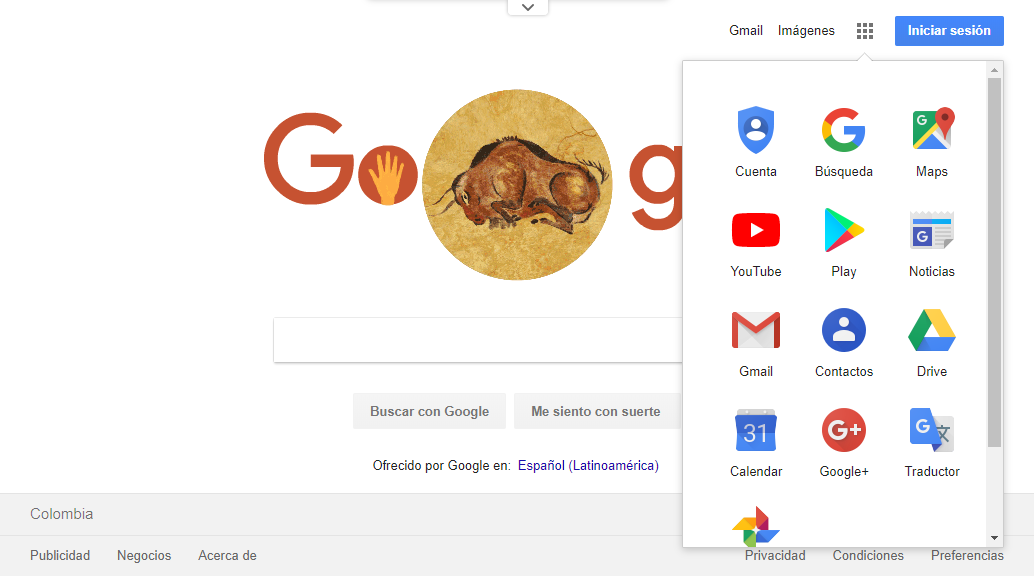 Gmail Imágenes Iniciar sesión
Go g
Cuenta Búsqueda Maps
YouTube Play Noticias
Gmail Contactos Drive
31
Calendar Google+ Traductor
Buscar con Google Me siento con suerte
Ofrecido por Google en: Español (Latinoamérica)
Colombia
Publicidad Negocios Acerca de Privacidad Condiciones Preferencias